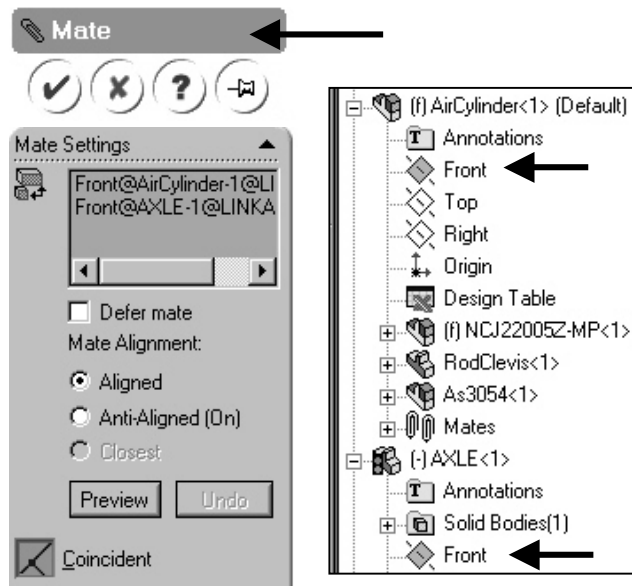 Mate
Mate Settings
Front@AirCylinder-1@LI
Front@AXLE-1@LINKA
Defer mate
Mate Alignment:
Aligned
Anti-Aligned (On)
Closest
Preview
Undo
Coincident
(f) AirCylinder<1> (Default)
Annotations
Front
Top
Right
Origin
Design Table
(f) NCJ22005Z-MP<1>
RodClevis<1>
As3054<1>
Mates
(-) AXLE<1>
Annotations
Solid Bodies(1)
Front